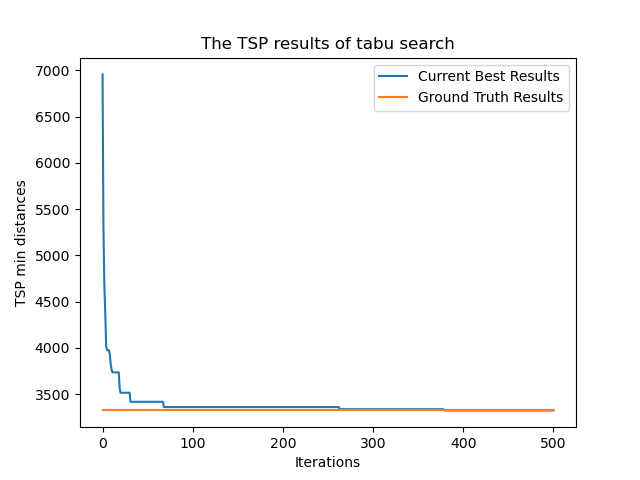 The TSP results of tabu search
Current Best Results
Ground Truth Results
TSP min distances
7000
6500
6000
5500
5000
4500
4000
3500
0 100 200 300 400 500
Iterations